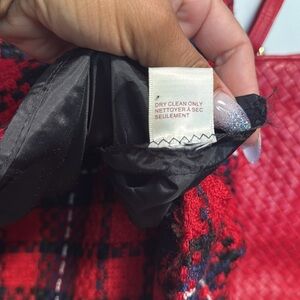 DRY CLEAN ONLY
NETTOYER À SEC
SEULEMENT